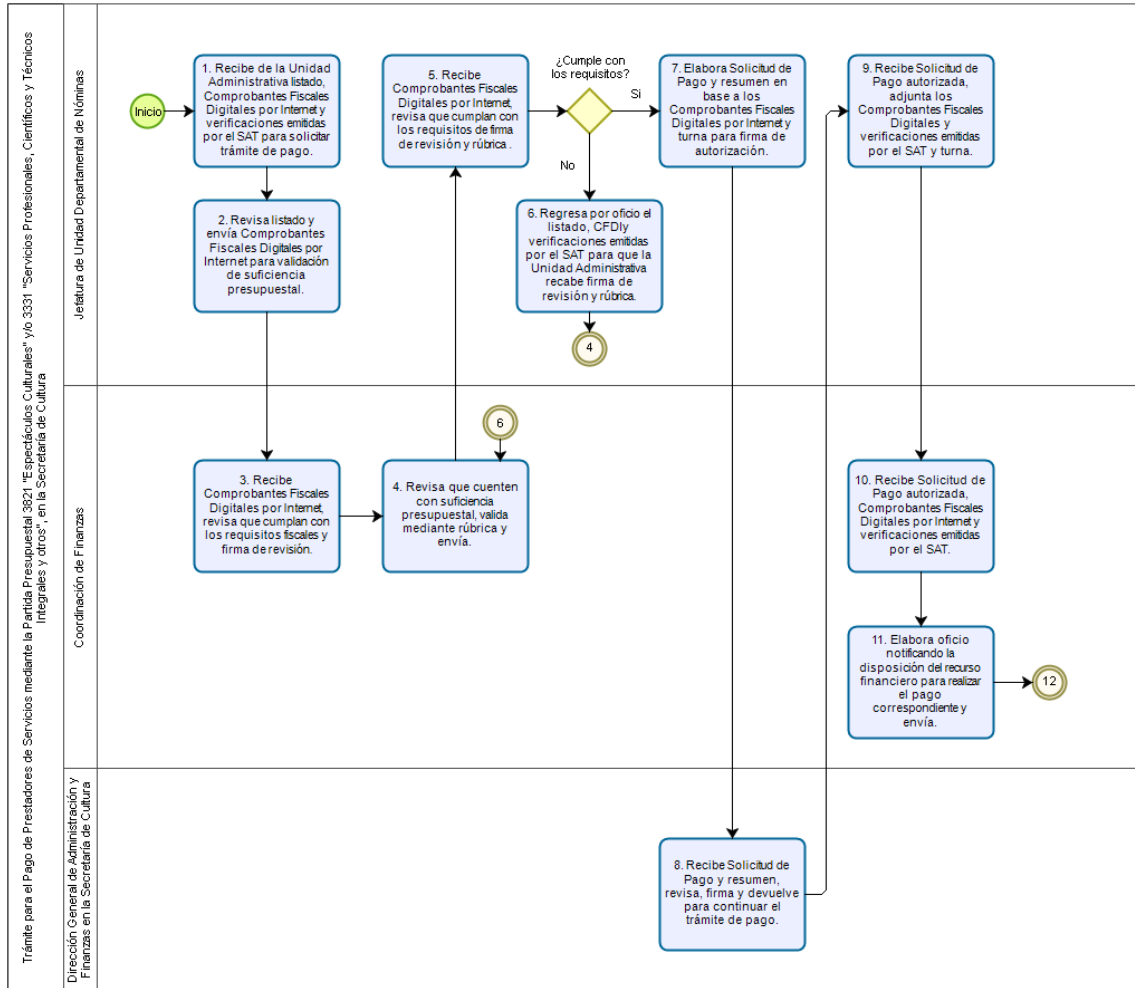 Trámite para el Pago de Prestadores de Servicios mediante la Partida Presupuestal 3821 "Espectáculos Culturales" y/o 3331 "Servicios Profesionales, Científicos y Técnicos
Integrales y otros", en la Secretaría de Cultura
Jefatura de Unidad Departamental de Nóminas
Inicio
1. Recibe de la Unidad
Administrativa listado,
Comprobantes Fiscales
Digitales por Internet y
verificaciones emitidas
por el SAT para solicitar
trámite de pago.
2. Revisa listado y
envía Comprobantes
Fiscales Digitales por
Internet para validación
de suficiencia
presupuestal.
5. Recibe
Comprobantes Fiscales
Digitales por Internet,
revisa que cumplan con
los requisitos de firma
de revisión y rúbrica .
¿Cumple con
los requisitos?
Si
No
6. Regresa por oficio el
listado, CFDIy
verificaciones emitidas
por el SAT para que la
Unidad Administrativa
recabe firma de
revisión y rúbrica.
4
7. Elabora Solicitud de
Pago y resumen en
base a los
Comprobantes Fiscales
Digitales por Internet y
turna para firma de
autorización.
9. Recibe Solicitud de
Pago autorizada,
adjunta los
Comprobantes Fiscales
Digitales y
verificaciones emitidas
por el SAT y turna.
Coordinación de Finanzas
3. Recibe
Comprobantes Fiscales
Digitales por Internet,
revisa que cumplan con
los requisitos fiscales y
firma de revisión.
6
4. Revisa que cuenten
con suficiencia
presupuestal, valida
mediante rúbrica y
envía.
10. Recibe Solicitud de
Pago autorizada,
Comprobantes Fiscales
Digitales por Internet y
verificaciones emitidas
por el SAT.
11. Elabora oficio
notificando la
disposición del recurso
financiero para realizar
el pago
correspondiente y
envía.
12
Dirección General de Administración y
Finanzas en la Secretaría de Cultura
8. Recibe Solicitud de
Pago y resumen,
revisa, firma y devuelve
para continuar el
trámite de pago.